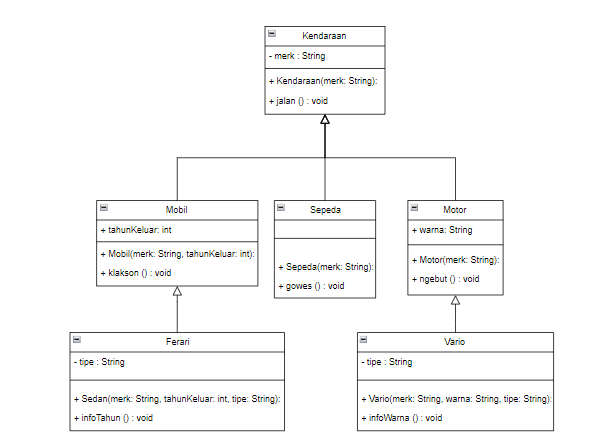 Kendaraan
- merk : String
+ Kendaraan(merk: String):
+ jalan () : void
Mobil
+ tahunKeluar: int
+ Mobil(merk: String, tahunKeluar: int):
+ klakson () : void
Sepeda
+ Sepeda(merk: String):
+ gowes () : void
Motor
+ warna: String
+ Motor(merk: String):
+ ngebut () : void
Ferari
- tipe : String
+ Sedan(merk: String, tahunKeluar: int, tipe: String):
+ infoTahun () : void
Vario
- tipe : String
+ Vario(merk: String, warna: String, tipe: String):
+ infoWarna () : void